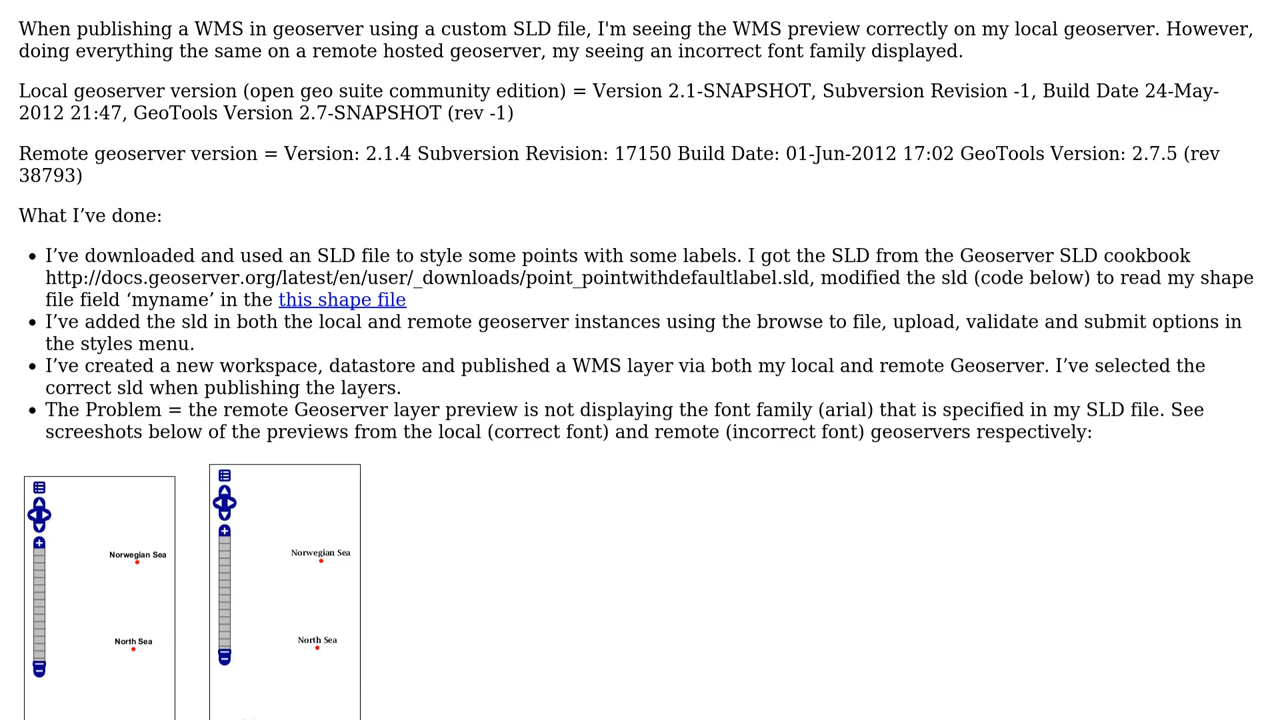 When publishing a WMS in geoserver using a custom SLD file, I'm seeing the WMS preview correctly on my local geoserver. However,
doing everything the same on a remote hosted geoserver, my seeing an incorrect font family displayed.
Local geoserver version (open geo suite community edition) = Version 2.1-SNAPSHOT, Subversion Revision -1, Build Date 24-May-
2012 21:47, GeoTools Version 2.7-SNAPSHOT (rev -1)
Remote geoserver version = Version: 2.1.4 Subversion Revision: 17150 Build Date: 01-Jun-2012 17:02 GeoTools Version: 2.7.5 (rev
38793)
What I’ve done:
• I’ve downloaded and used an SLD file to style some points with some labels. I got the SLD from the Geoserver SLD cookbook
http://docs.geoserver.org/latest/en/user/_downloads/point_pointwithdefaultlabel.sld, modified the sld (code below) to read my shape
file field ‘myname’ in the this shape file
• I’ve added the sld in both the local and remote geoserver instances using the browse to file, upload, validate and submit options in
the styles menu.
• I’ve created a new workspace, datastore and published a WMS layer via both my local and remote Geoserver. I’ve selected the
correct sld when publishing the layers.
• The Problem = the remote Geoserver layer preview is not displaying the font family (arial) that is specified in my SLD file. See
screeshots below of the previews from the local (correct font) and remote (incorrect font) geoservers respectively:
Norwegian Sea
North Sea
Norwegian Sea
North Sea